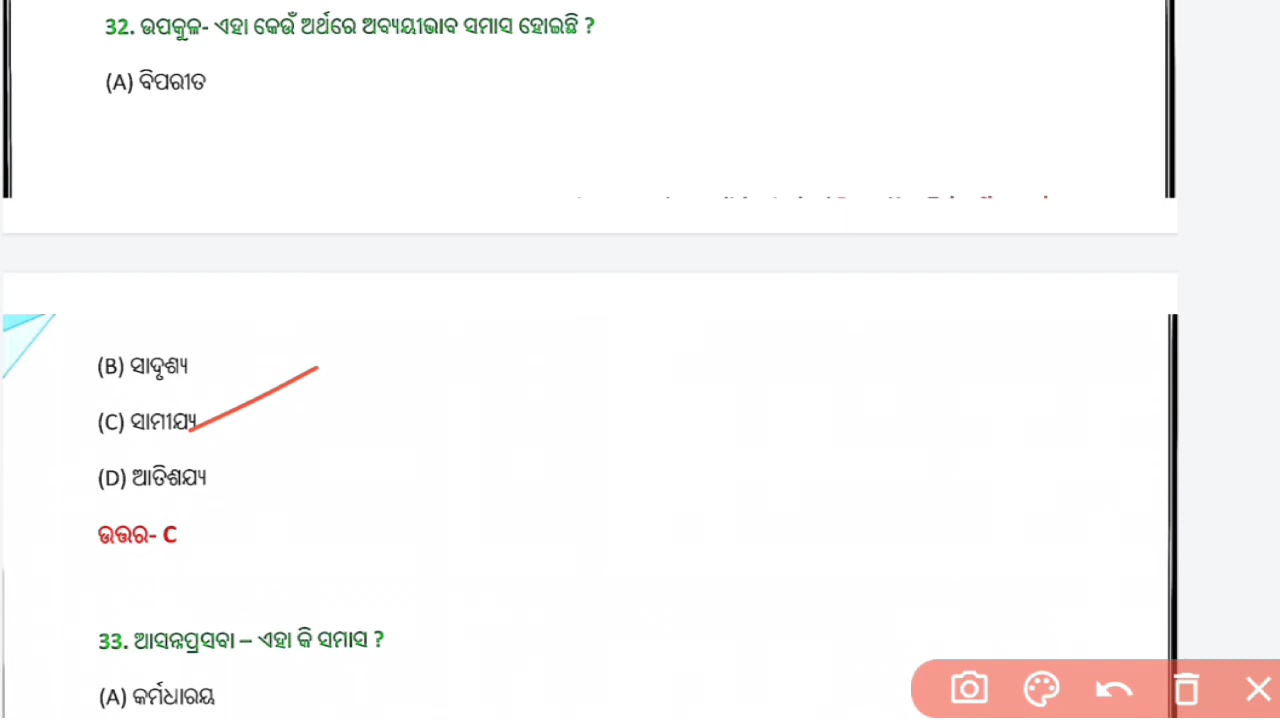 32. ଉପକୁଳ- ଏହା କେଉଁ ଅର୍ଥରେ ଅବ୍ୟୟୀଭାବ ସମାସ ହୋଇଛି ?
(A) ବିପରୀତ
(B) ସାଦୃଶ୍ୟ
(C) ସାମୀଯ୍ୟ
(D) ଆତିଶଯ୍ୟ
ଉତ୍ତର- C
33. ଆସନ୍ନପ୍ରସବା – ଏହା କି ସମାସ ?
(A) କର୍ମଧାରୟ